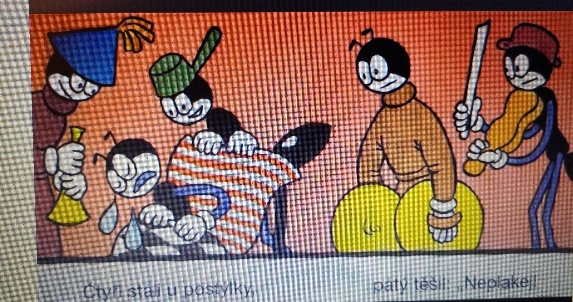 Čtyři stáli u postýlky,
pátý těšil: „Neplakej!